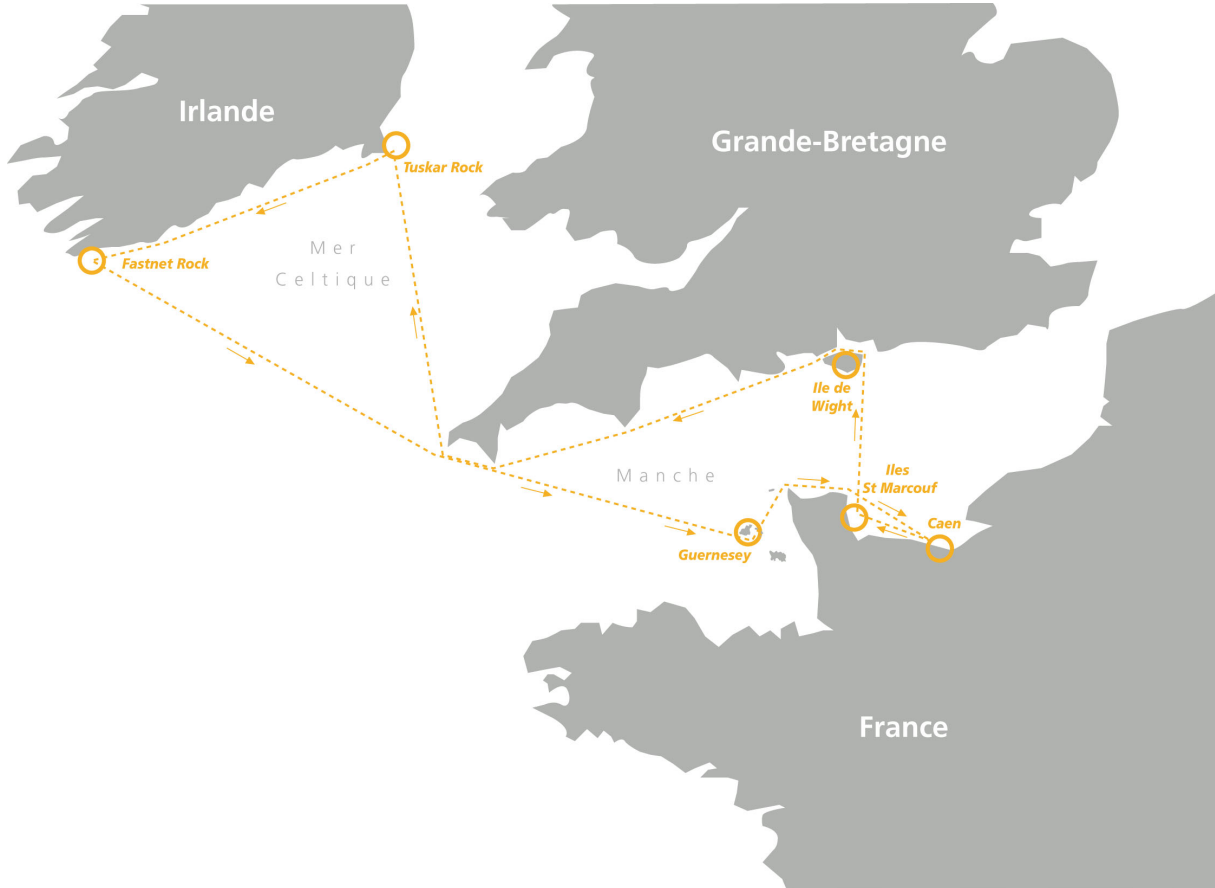 Irlande
Grande-Bretagne
Tuskar Rock
Mer
Celtique
Fastnet Rock
Ile de
Wight
Manche
Iles
St Marcouf
Caen
Guernesey
France